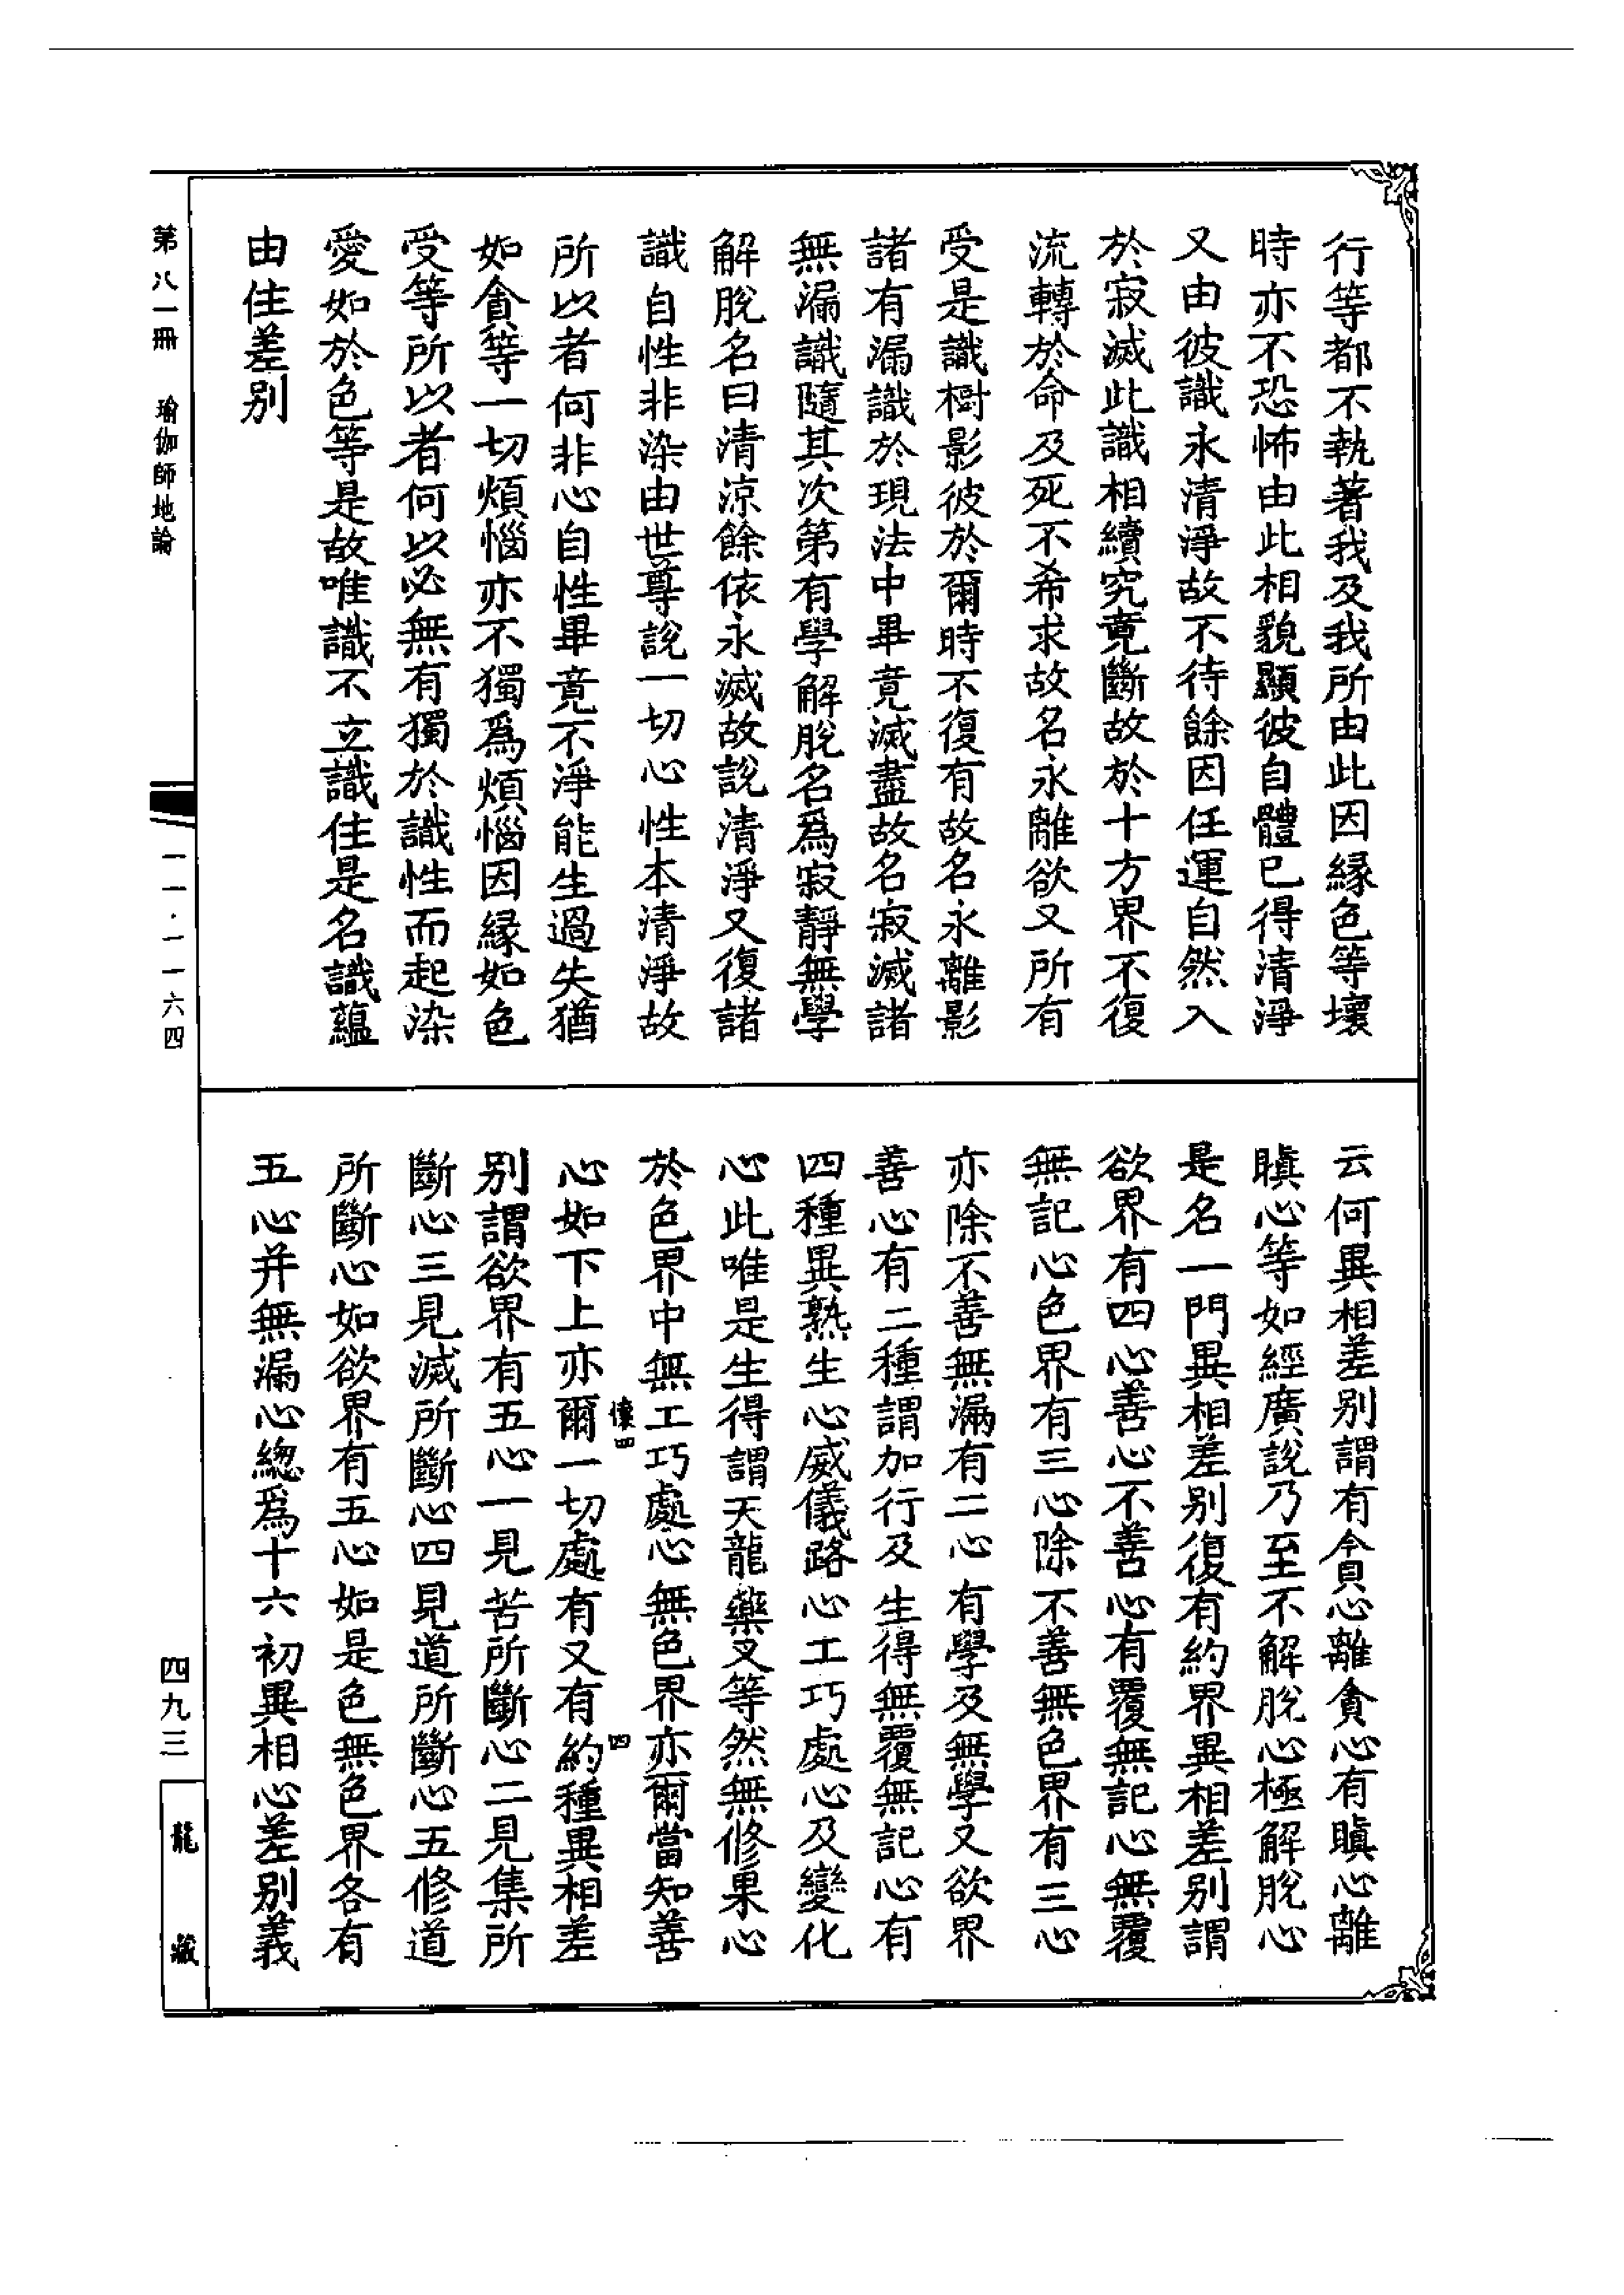 行等都不執著我及我所由此因緣色等壞
時亦不恐怖由此相貌顯彼自體已得清淨
又由彼識永清淨故不待餘因任運自然入
於寂滅此識相續究竟斷故於十方界不復
流轉於命及死不希求故名永離欲又所有
受是識樹影彼於爾時不復有故名永離影
諸有漏識於現法中畢竟滅盡故名寂滅諸
無漏識隨其次第有學解脫名爲寂靜無學
解脫名曰清涼餘依永滅故說清淨又復諸
識自性非染由世尊說一切心性本清淨故
所以者何非心自性畢竟不淨能生過失猶
如貪等一切煩惱亦不獨爲煩惱因緣如色
受等所以者何以必無有獨於識性而起染
愛如於色等是故唯識不立識住是名識蘊
由住差别
云何異相差别謂有貪心離貪心有瞋心離
瞋心等如經廣說乃至不解脫心極解脫心
是名一門異相差别復有約界異相差别謂
欲界有四心善心不善心有覆無記心無覆
無記心色界有三心除不善無色界有三心
亦除不善無漏有二心有學及無學又欲界
善心有二種謂加行及生得無覆無記心有
四種異熟生心威儀路心工巧處心及變化
心此唯是生得謂天龍藥叉等然無修果心
於色界中無工巧處心無色界亦爾當知善
懷四 四
心如下上亦爾一切處有又有約種異相差
别謂欲界有五心一見苦所斷心二見集所
斷心三見滅所斷心四見道所斷心五修道
所斷心如欲界有五心如是色無色界各有
五心并無漏心總爲十六初異相心差别義
第八一冊 瑜伽師地論
一一一·一一六四
四九三
龍藏